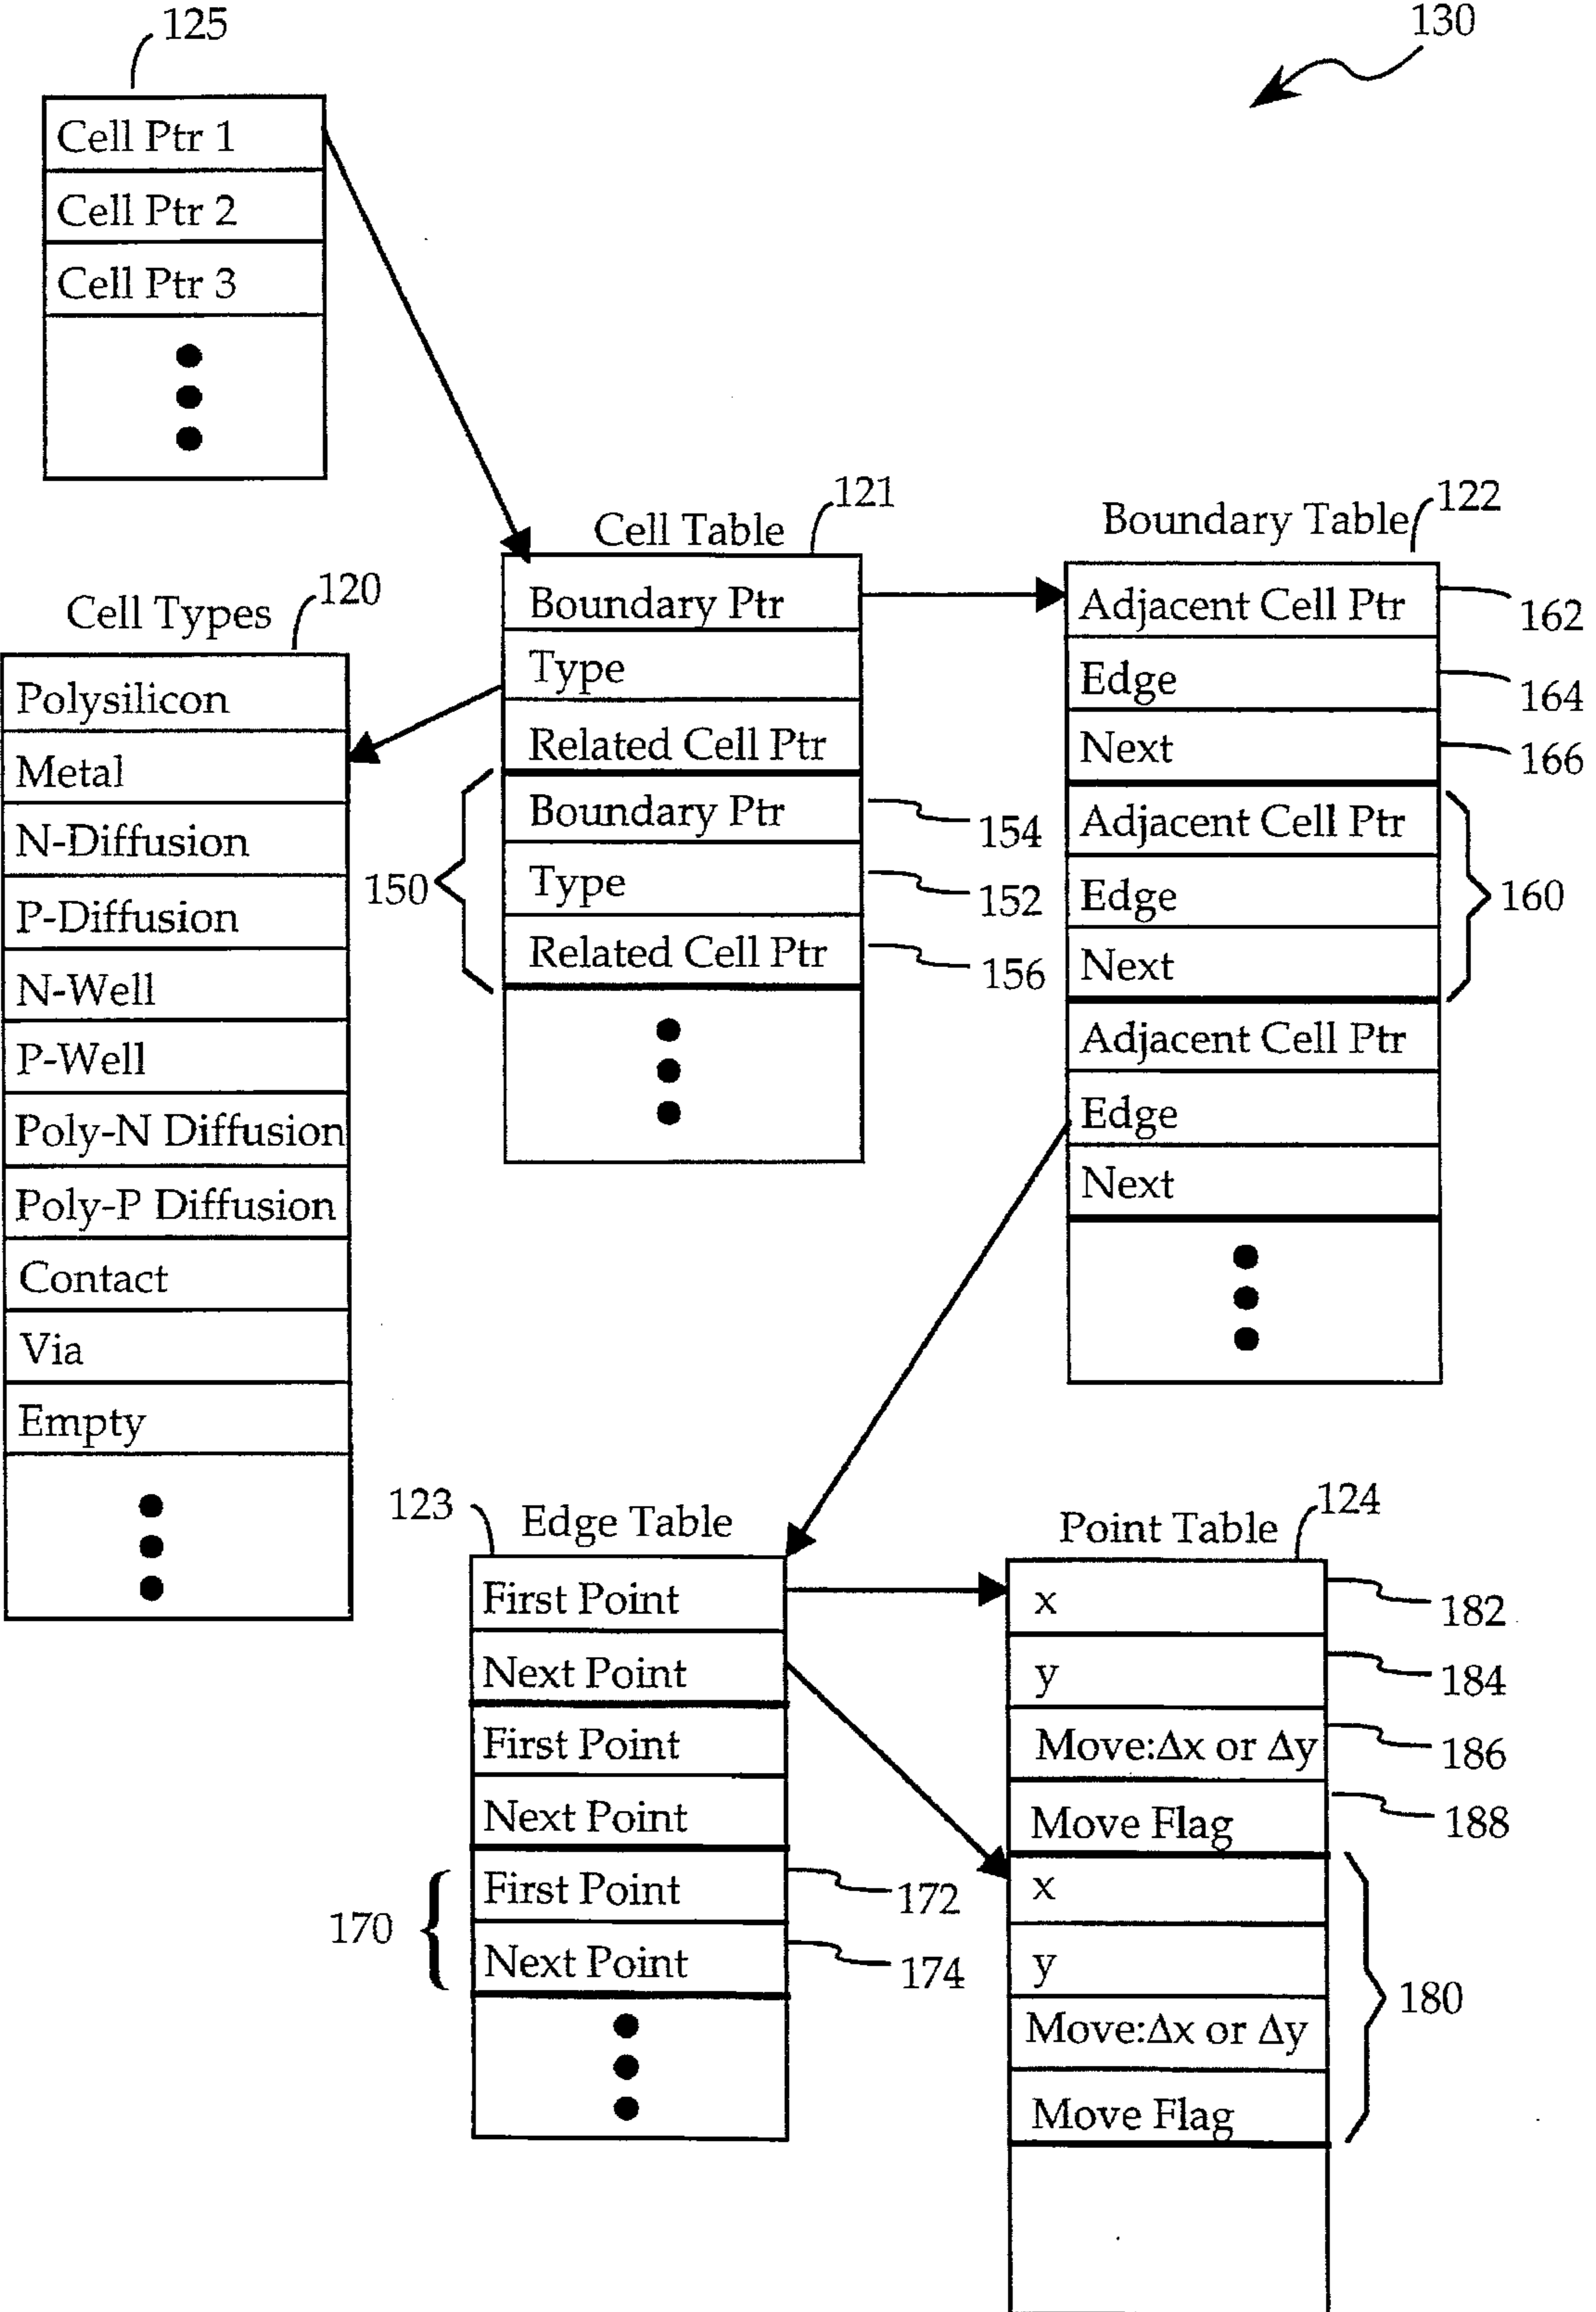 125
130
Cell Ptr 1
Cell Ptr 2
Cell Ptr 3
Cell Types
120
Polysilicon
Metal
N-Diffusion
P-Diffusion
N-Well
P-Well
Poly-N Diffusion
Poly-P Diffusion
Contact
Via
Empty
Cell Table
121
Boundary Ptr
Type
Related Cell Ptr
150
Boundary Ptr
154
Type
152
Related Cell Ptr
156
Boundary Table
122
Adjacent Cell Ptr
162
Edge
164
Next
166
Adjacent Cell Ptr
Edge
160
Next
Adjacent Cell Ptr
Edge
Next
123
Edge Table
First Point
Next Point
First Point
Next Point
First Point
172
170
Next Point
174
Point Table
124
x
182
y
184
Move:Δx or Δy
186
Move Flag
188
x
y
180
Move:Δx or Δy
Move Flag